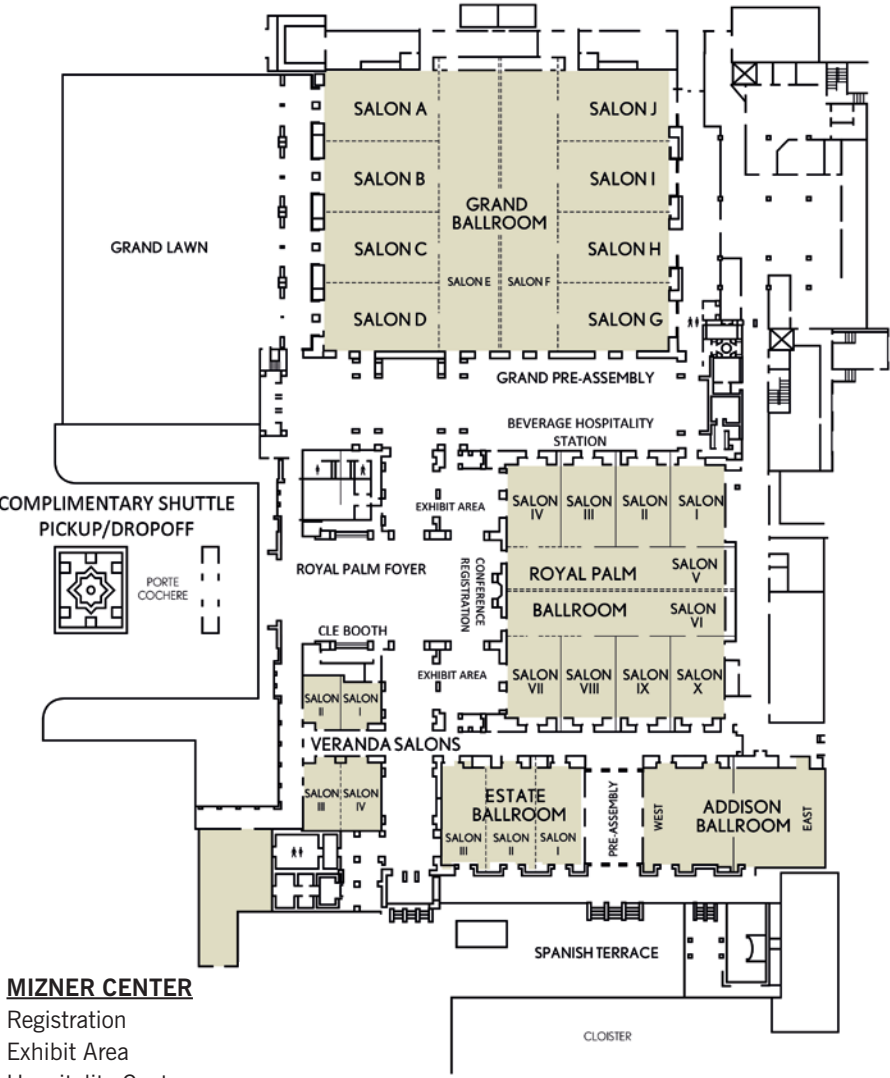 SALON A
SALON J
SALON B
SALON I
GRAND
BALLROOM
GRAND LAWN
SALON C
SALON H
SALON E
SALON F
SALON D
SALON G
GRAND PRE-ASSEMBLY
BEVERAGE HOSPITALITY
STATION
COMPLIMENTARY SHUTTLE
PICKUP/DROPOFF
EXHIBIT AREA
SALON
IV
SALON
III
SALON
II
SALON
I
PORTE
COCHERE
ROYAL PALM FOYER
CONFERENCE
REGISTRATION
ROYAL PALM
BALLROOM
SALON
V
SALON
VI
CLE BOOTH
EXHIBIT AREA
SALON
VII
SALON
VIII
SALON
IX
SALON
X
SALON
II
SALON
I
VERANDA SALONS
SALON
III
SALON
IV
ESTATE
BALLROOM
SALON
III
SALON
II
SALON
I
PRE-ASSEMBLY
WEST
ADDISON
BALLROOM
EAST
SPANISH TERRACE
CLOISTER
MIZNER CENTER
Registration
Exhibit Area